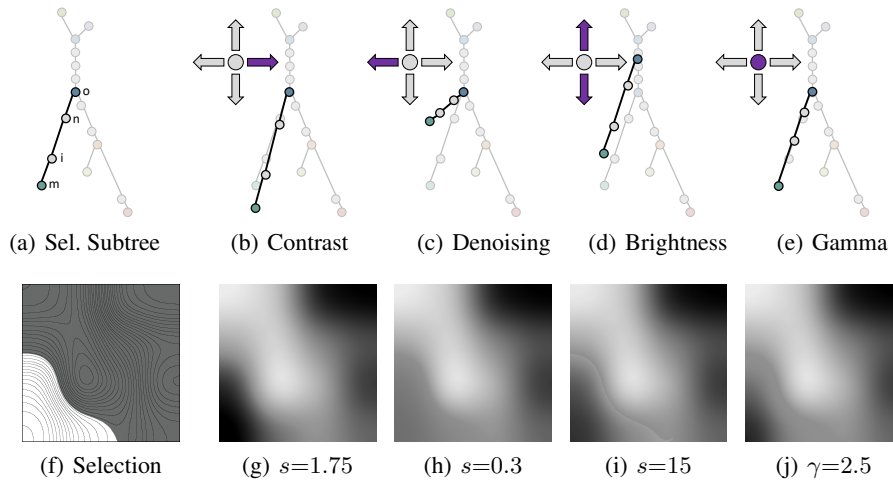 o
n
i
m
(a) Sel. Subtree
(b) Contrast
(c) Denoising
(d) Brightness
(e) Gamma
(f) Selection
(g) s=1.75
(h) s=0.3
(i) s=15
(j) γ=2.5